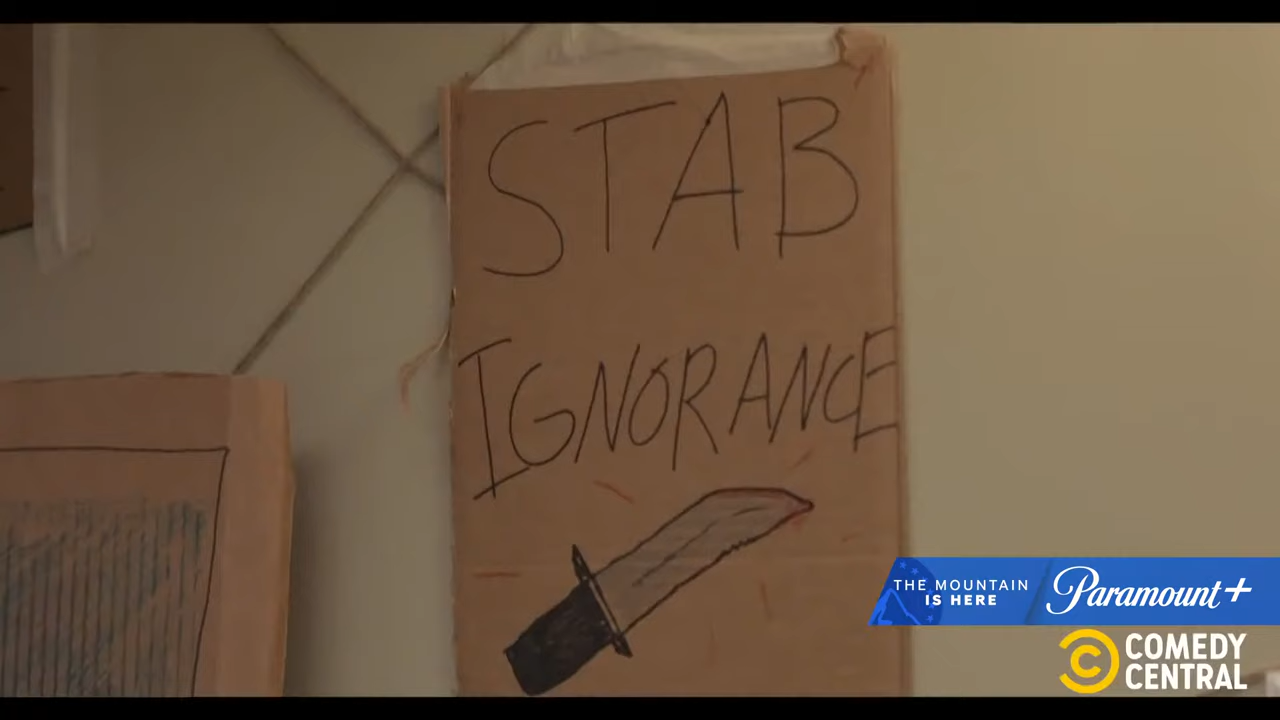 STAB
IGNORANCE
THE MOUNTAIN
IS HERE
Paramount+
COMEDY
CENTRAL